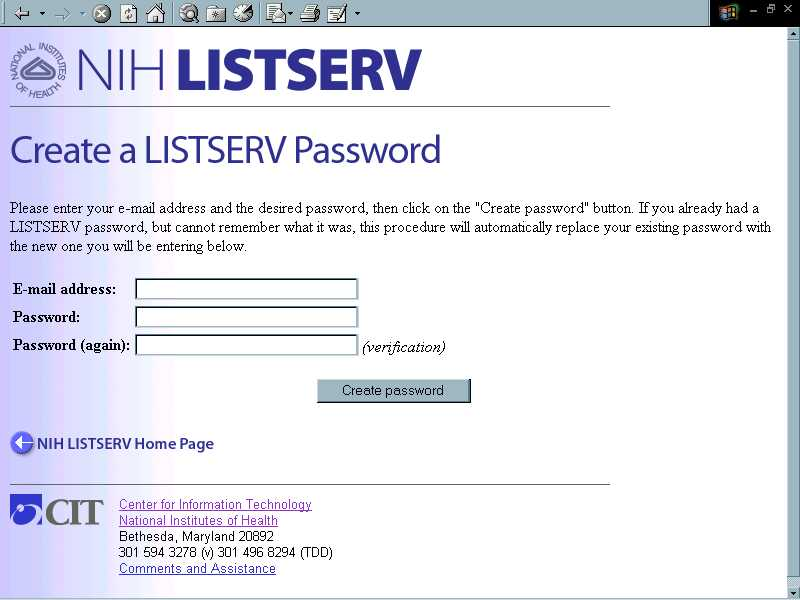 NATIONAL INSTITUTES OF HEALTH
NIH LISTSERV
Create a LISTSERV Password
Please enter your e-mail address and the desired password, then click on the "Create password" button. If you already had a
LISTSERV password, but cannot remember what it was, this procedure will automatically replace your existing password with
the new one you will be entering below.
E-mail address:
Password:
Password (again): (verification)
Create password
NIH LISTSERV Home Page
CIT
Center for Information Technology
National Institutes of Health
Bethesda, Maryland 20892
301 594 3278 (v) 301 496 8294 (TDD)
Comments and Assistance